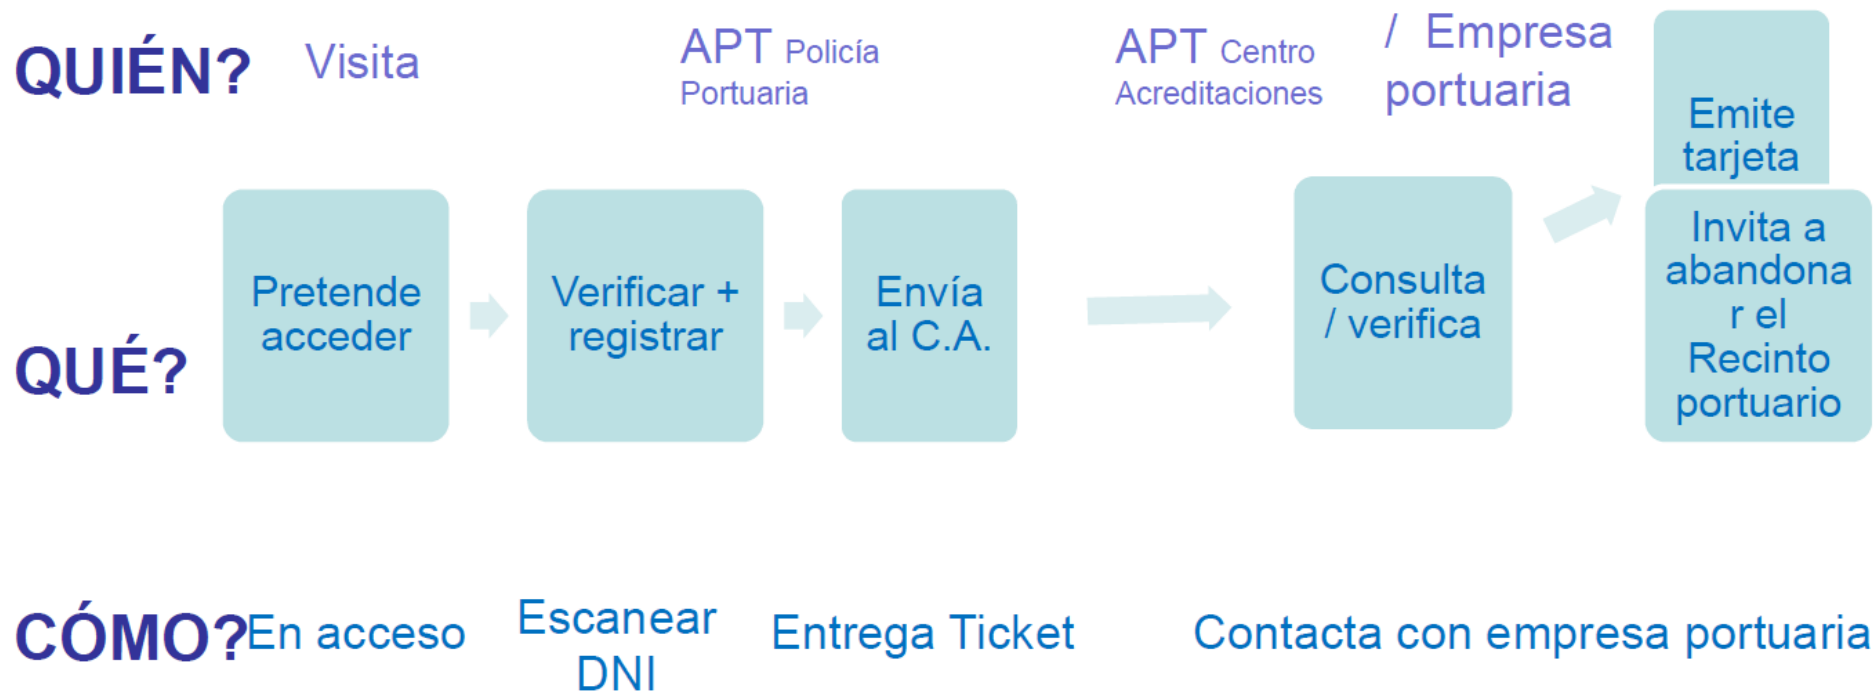 QUIÉN?
Visita
APT Policía
Portuaria
APT Centro
Acreditaciones
/ Empresa
portuaria
QUÉ?
Pretende
acceder
Verificar +
registrar
Envía
al C.A.
Consulta
/ verifica
Emite
tarjeta
Invita a
abandona
r el
Recinto
portuario
CÓMO?
En acceso
Escanear
DNI
Entrega Ticket
Contacta con empresa portuaria